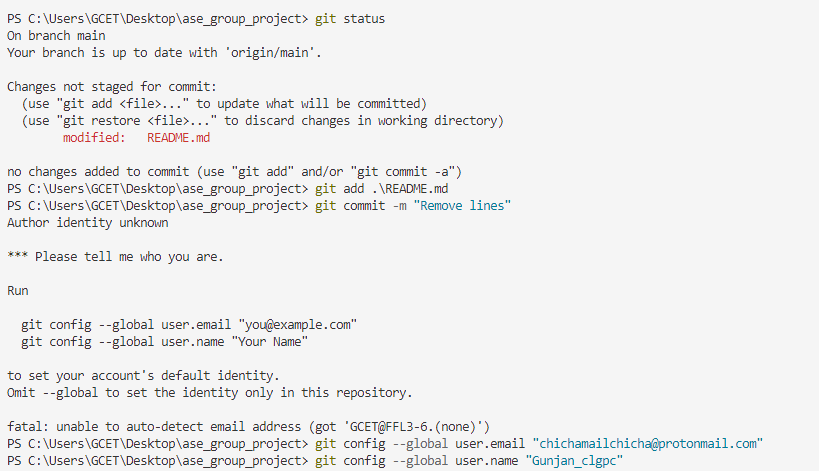 PS C:\Users\GCET\Desktop\ase_group_project> git status
On branch main
Your branch is up to date with 'origin/main'.
Changes not staged for commit:
(use "git add <file>..." to update what will be committed)
(use "git restore <file>..." to discard changes in working directory)
modified: README.md
no changes added to commit (use "git add" and/or "git commit -a")
PS C:\Users\GCET\Desktop\ase_group_project> git add .\README.md
PS C:\Users\GCET\Desktop\ase_group_project> git commit -m "Remove lines"
Author identity unknown
*** Please tell me who you are.
Run
git config --global user.email "you@example.com"
git config --global user.name "Your Name"
to set your account's default identity.
Omit --global to set the identity only in this repository.
fatal: unable to auto-detect email address (got 'GCET@FFL3-6.(none)')
PS C:\Users\GCET\Desktop\ase_group_project> git config --global user.email "chichamailchicha@protonmail.com"
PS C:\Users\GCET\Desktop\ase_group_project> git config --global user.name "Gunjan_clgpc"